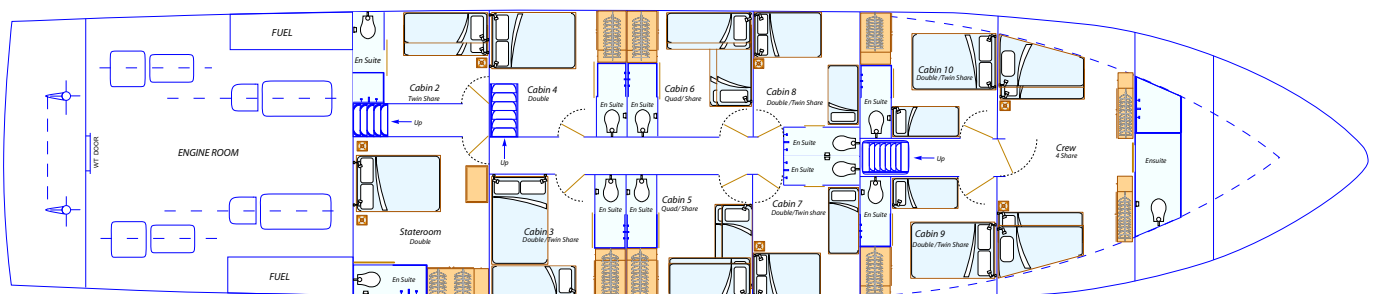 FUEL
En Suite
Cabin 2
Twin Share
Up
WT DOOR
ENGINE ROOM
FUEL
Stateroom
Double
En Suite
Cabin 4
Double
Up
Cabin 3
Double /Twin Share
En Suite
En Suite
Cabin 6
Quad/ Share
En Suite
En Suite
Cabin 5
Quad/ Share
Cabin 8
Double /Twin Share
En Suite
En Suite
Cabin 7
Double/Twin share
En Suite
Cabin 10
Double /Twin Share
Up
En Suite
Cabin 9
Double /Twin Share
Crew
4 Share
Ensuite